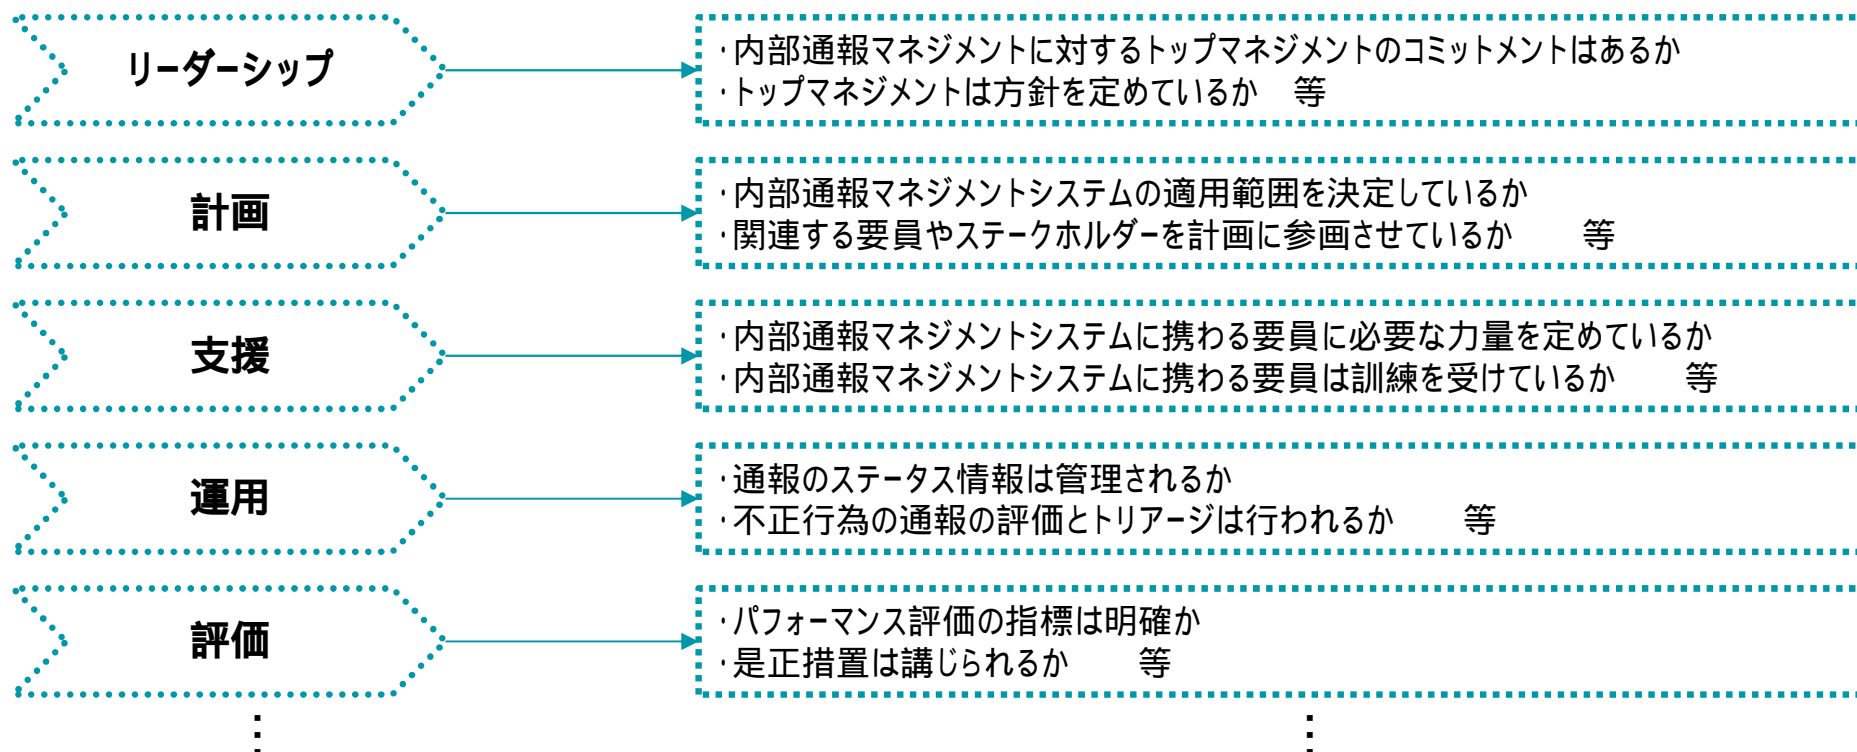 リーダーシップ
・内部通報マネジメントに対するトップマネジメントのコミットメントはあるか
・トップマネジメントは方針を定めているか　等
計画
・内部通報マネジメントシステムの適用範囲を決定しているか
・関連する要員やステークホルダーを計画に参画させているか　　等
支援
・内部通報マネジメントシステムに携わる要員に必要な力量を定めているか
・内部通報マネジメントシステムに携わる要員は訓練を受けているか　　等
運用
・通報のステータス情報は管理されるか
・不正行為の通報の評価とトリアージは行われるか　　等
評価
・パフォーマンス評価の指標は明確か
・是正措置は講じられるか　　等